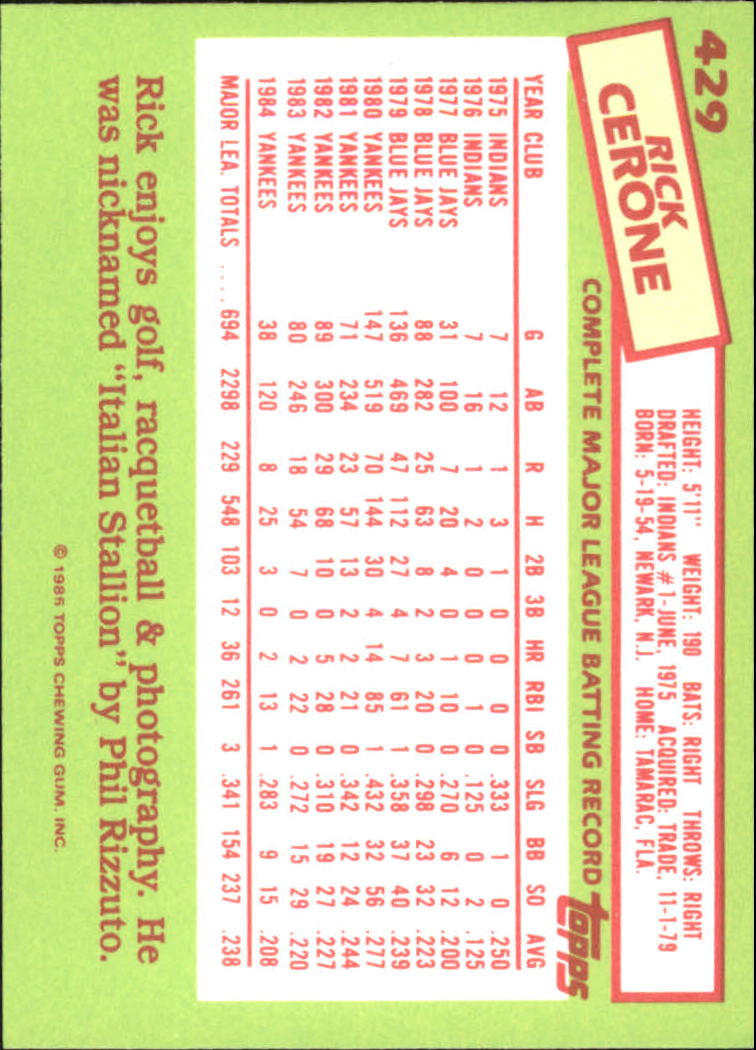 429
RICK
CERONE
HEIGHT: 5'11" WEIGHT: 190 BATS: RIGHT THROWS: RIGHT
DRAFTED: INDIANS #1-JUNE, 1975 ACQUIRED: TRADE, 11-1-79
BORN: 5-19-54, NEWARK, N.J. HOME: TAMARAC, FLA.
COMPLETE MAJOR LEAGUE BATTING RECORD topps
YEAR CLUB G AB R H 2B 3B HR RBI SB SLG BB SO AVG
1975 INDIANS 7 12 1 3 1 0 0 0 0 .333 1 0 .250
1976 INDIANS 7 16 1 2 0 0 0 1 0 .125 0 2 .125
1977 BLUE JAYS 31 100 7 20 4 0 1 10 0 .270 6 12 .200
1978 BLUE JAYS 88 282 25 63 8 2 3 20 0 .298 23 32 .223
1979 BLUE JAYS 136 469 47 112 27 4 7 61 1 .358 37 40 .239
1980 YANKEES 147 519 70 144 30 4 14 85 1 .432 32 56 .277
1981 YANKEES 71 234 23 57 13 2 2 21 0 .342 12 24 .244
1982 YANKEES 89 300 29 68 10 0 5 28 0 .310 19 27 .227
1983 YANKEES 80 246 18 54 7 0 2 22 0 .272 15 29 .220
1984 YANKEES 38 120 8 25 3 0 2 13 1 .283 9 15 .208
MAJOR LEA. TOTALS .... 694 2298 229 548 103 12 36 261 3 .341 154 237 .238
Rick enjoys golf, racquetball & photography. He
was nicknamed "Italian Stallion" by Phil Rizzuto.
© 1985 TOPPS CHEWING GUM, INC.